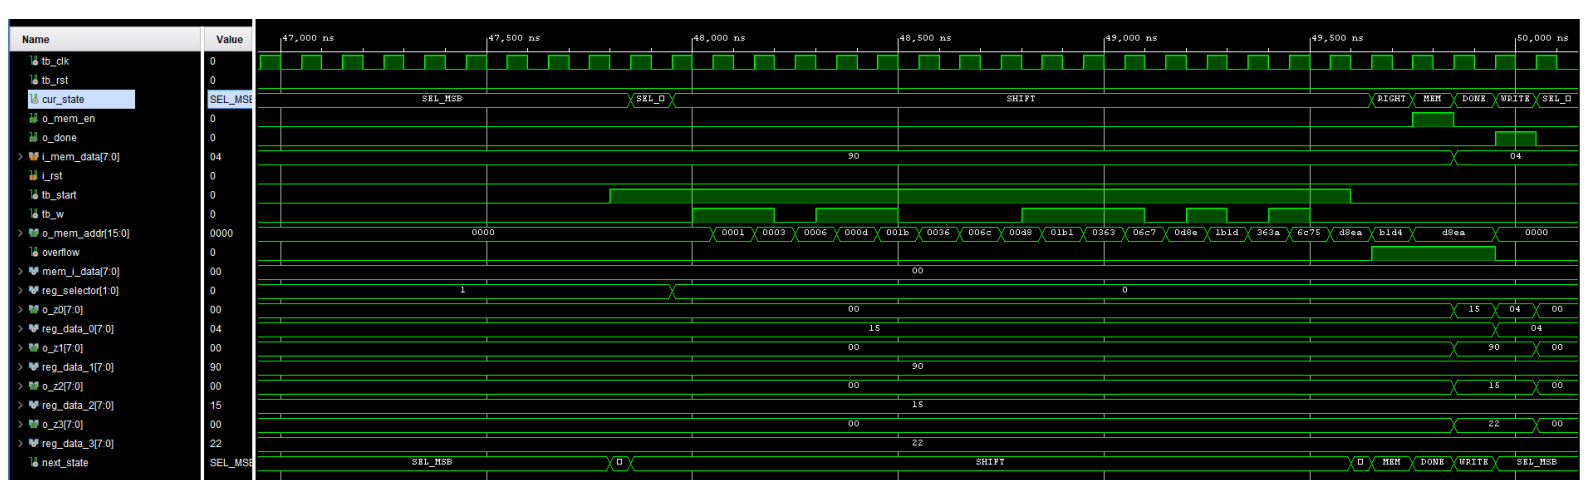 Name Value 47,000 ns 47,500 ns 48,000 ns 48,500 ns 49,000 ns 49,500 ns 50,000 ns
tb_clk 0
tb_rst 0
cur_state SEL_MSB SEL_MSB SEL_ SHIFT RIGHT MEM DONE WRITE SEL_
o_mem_en 0
o_done 0
i_mem_data[7:0] 04 90 04
i_rst 0
tb_start 0
tb_w 0
o_mem_addr[15:0] 0000 0000 0001 0003 0006 000d 001b 0036 006c 00d8 01b1 0363 06c7 0d8e 1b1d 363a 6c75 d8ea b1d4 d8ea 0000
overflow 0
mem_i_data[7:0] 00 00
reg_selector[1:0] 0 1 0
o_z0[7:0] 00 00 15 04 00
reg_data_0[7:0] 04 15 04
o_z1[7:0] 00 00 90 00
reg_data_1[7:0] 90 90
o_z2[7:0] 00 00 15 00
reg_data_2[7:0] 15 15
o_z3[7:0] 00 00 22 00
reg_data_3[7:0] 22 22
next_state SEL_MSB SEL_MSB SHIFT MEM DONE WRITE SEL_MSB